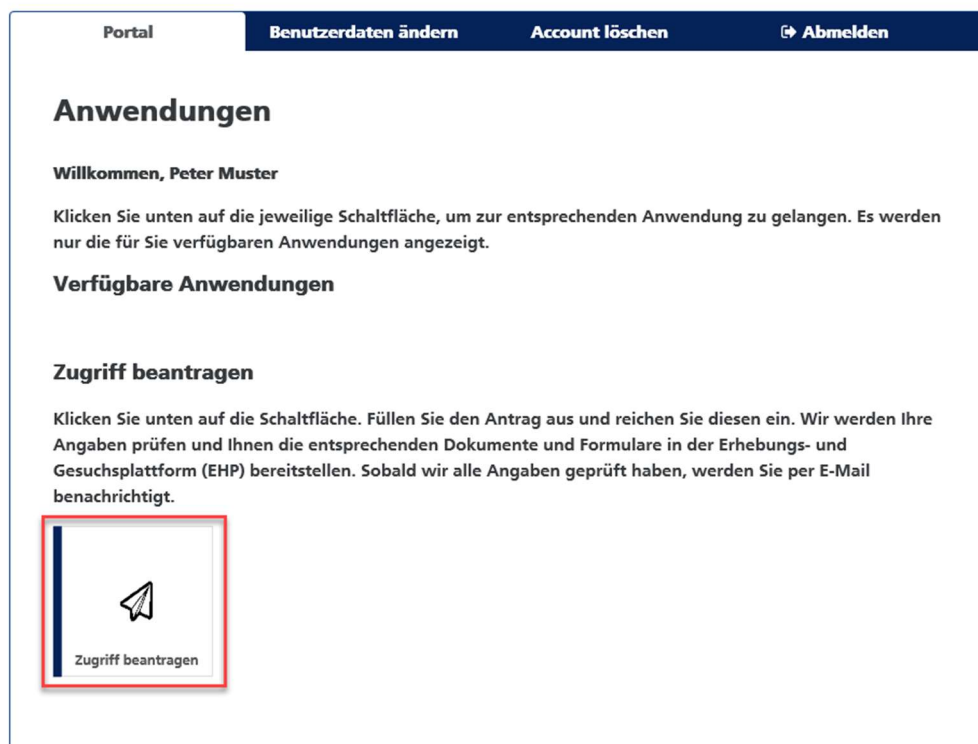 Portal
Benutzerdaten ändern
Account löschen
Abmelden
Anwendungen
Willkommen, Peter Muster
Klicken Sie unten auf die jeweilige Schaltfläche, um zur entsprechenden Anwendung zu gelangen. Es werden
nur die für Sie verfügbaren Anwendungen angezeigt.
Verfügbare Anwendungen
Zugriff beantragen
Klicken Sie unten auf die Schaltfläche. Füllen Sie den Antrag aus und reichen Sie diesen ein. Wir werden Ihre
Angaben prüfen und Ihnen die entsprechenden Dokumente und Formulare in der Erhebungs- und
Gesuchsplattform (EHP) bereitstellen. Sobald wir alle Angaben geprüft haben, werden Sie per E-Mail
benachrichtigt.
Zugriff beantragen